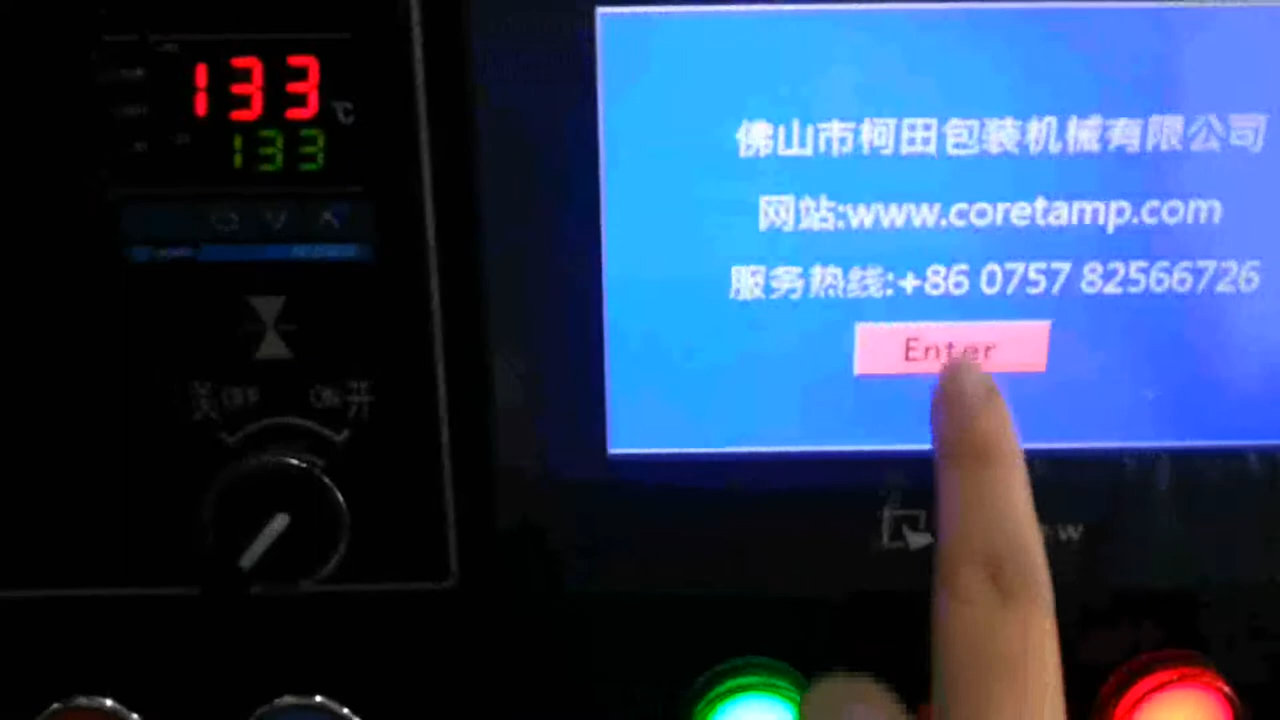 133
℃
133
关OFF ON开
佛山市柯田包装机械有限公司
网站:www.coretamp.com
服务热线:+86 0757 82566726
Enter